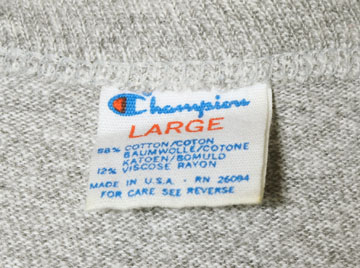 Champion
LARGE
88% COTTON/COTON
BAUMWOLLE/COTONE
KATOEN/BOMULD
12% VISCOSE RAYON
MADE IN U.S.A. · RN 26094
FOR CARE SEE REVERSE